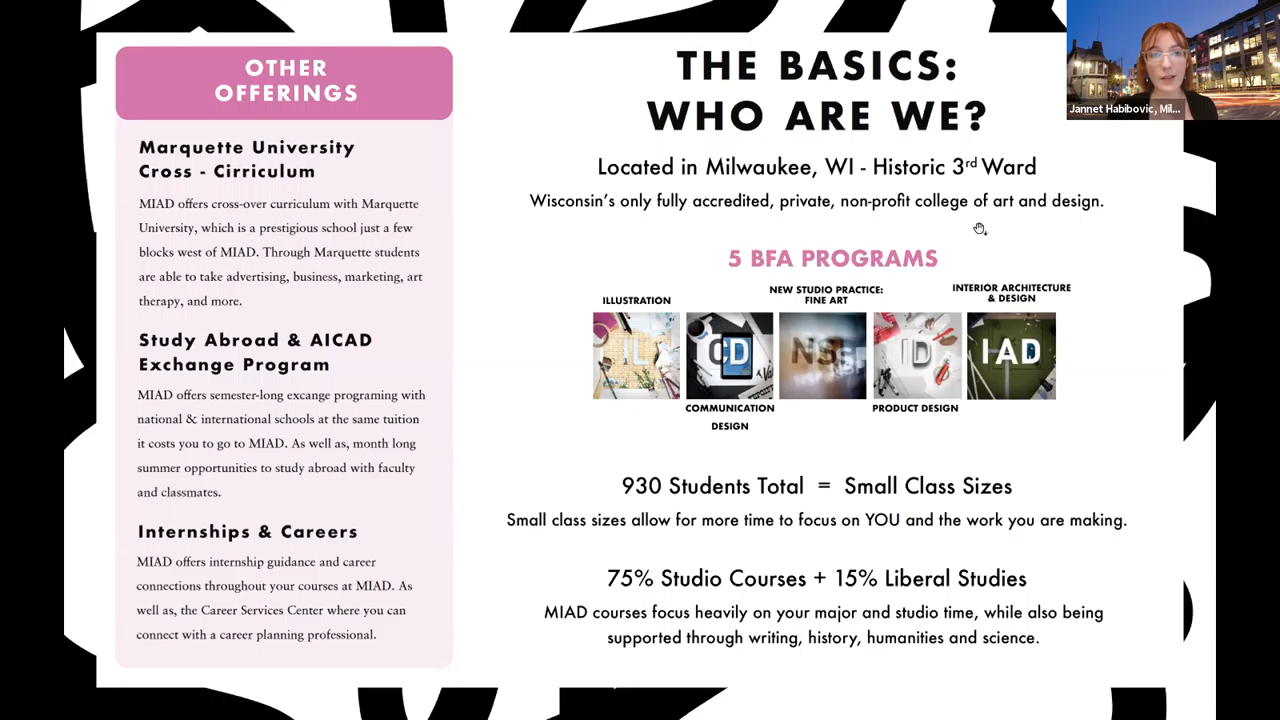 OTHER
OFFERINGS
Marquette University
Cross - Cirriculum
MIAD offers cross-over curriculum with Marquette
University, which is a prestigious school just a few
blocks west of MIAD. Through Marquette students
are able to take advertising, business, marketing, art
therapy, and more.
Study Abroad & AICAD
Exchange Program
MIAD offers semester-long excange programing with
national & international schools at the same tuition
it costs you to go to MIAD. As well as, month long
summer opportunities to study abroad with faculty
and classmates.
Internships & Careers
MIAD offers internship guidance and career
connections throughout your courses at MIAD. As
well as, the Career Services Center where you can
connect with a career planning professional.
THE BASICS:
WHO ARE WE?
Located in Milwaukee, WI - Historic 3rd Ward
Wisconsin's only fully accredited, private, non-profit college of art and design.
5 BFA PROGRAMS
ILLUSTRATION
NEW STUDIO PRACTICE:
FINE ART
INTERIOR ARCHITECTURE
& DESIGN
IL
CD
NS
ID
IAD
COMMUNICATION
DESIGN
PRODUCT DESIGN
930 Students Total = Small Class Sizes
Small class sizes allow for more time to focus on YOU and the work you are making.
75% Studio Courses + 15% Liberal Studies
MIAD courses focus heavily on your major and studio time, while also being
supported through writing, history, humanities and science.
Jannet Habibovic, Mil...